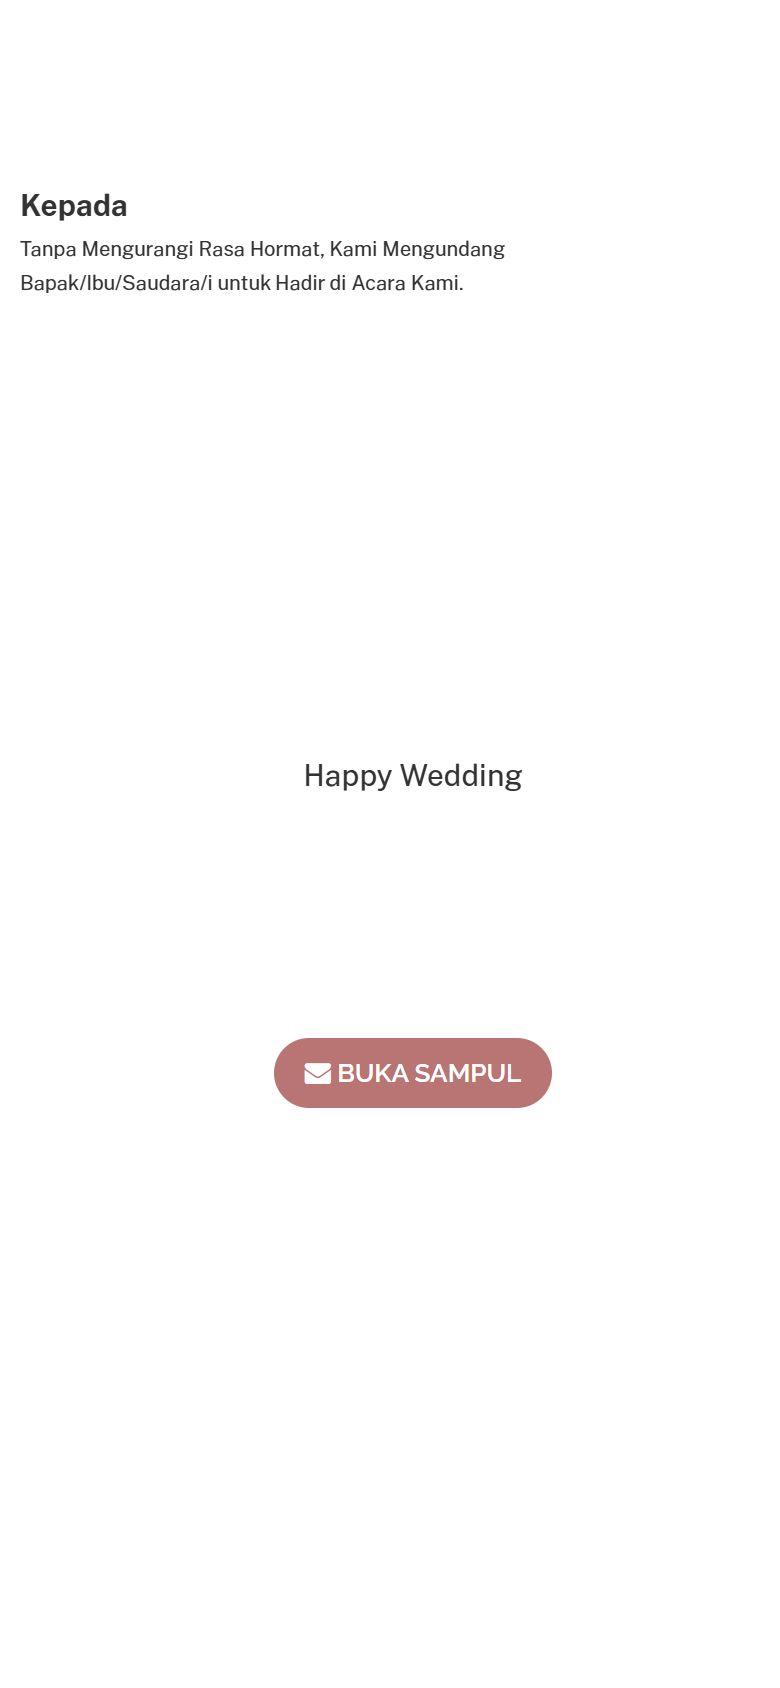 Kepada
Tanpa Mengurangi Rasa Hormat, Kami Mengundang
Bapak/Ibu/Saudara/i untuk Hadir di Acara Kami.
Happy Wedding
BUKA SAMPUL